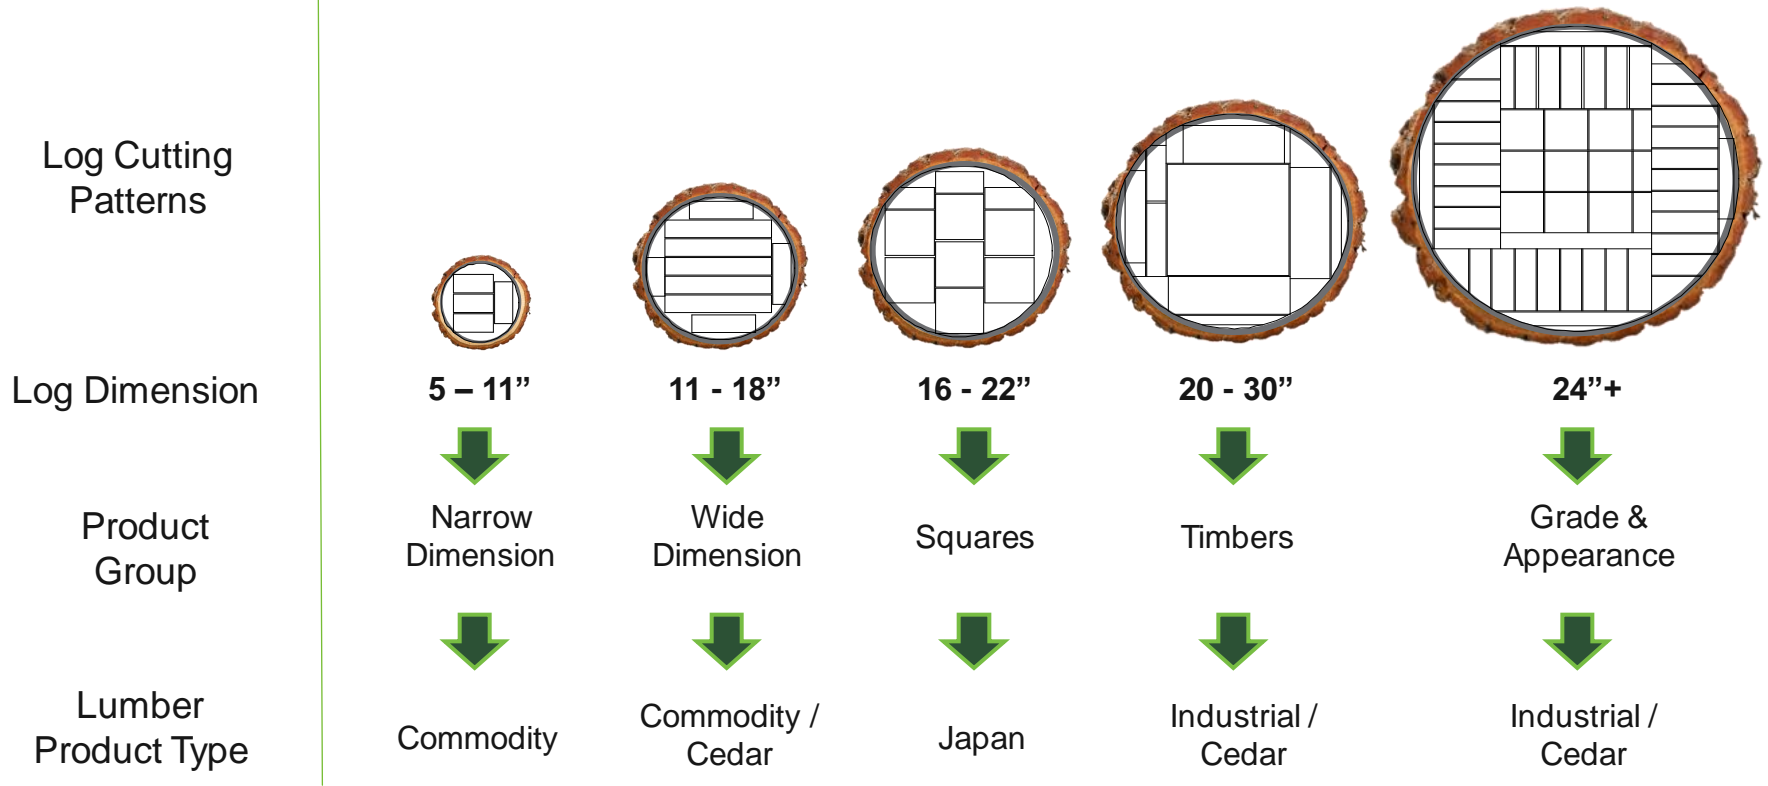 Log Cutting
Patterns
Log Dimension
5 – 11”
11 - 18”
16 - 22”
20 - 30”
24”+
Product
Group
Narrow
Dimension
Wide
Dimension
Squares
Timbers
Grade &
Appearance
Lumber
Product Type
Commodity
Commodity /
Cedar
Japan
Industrial /
Cedar
Industrial /
Cedar